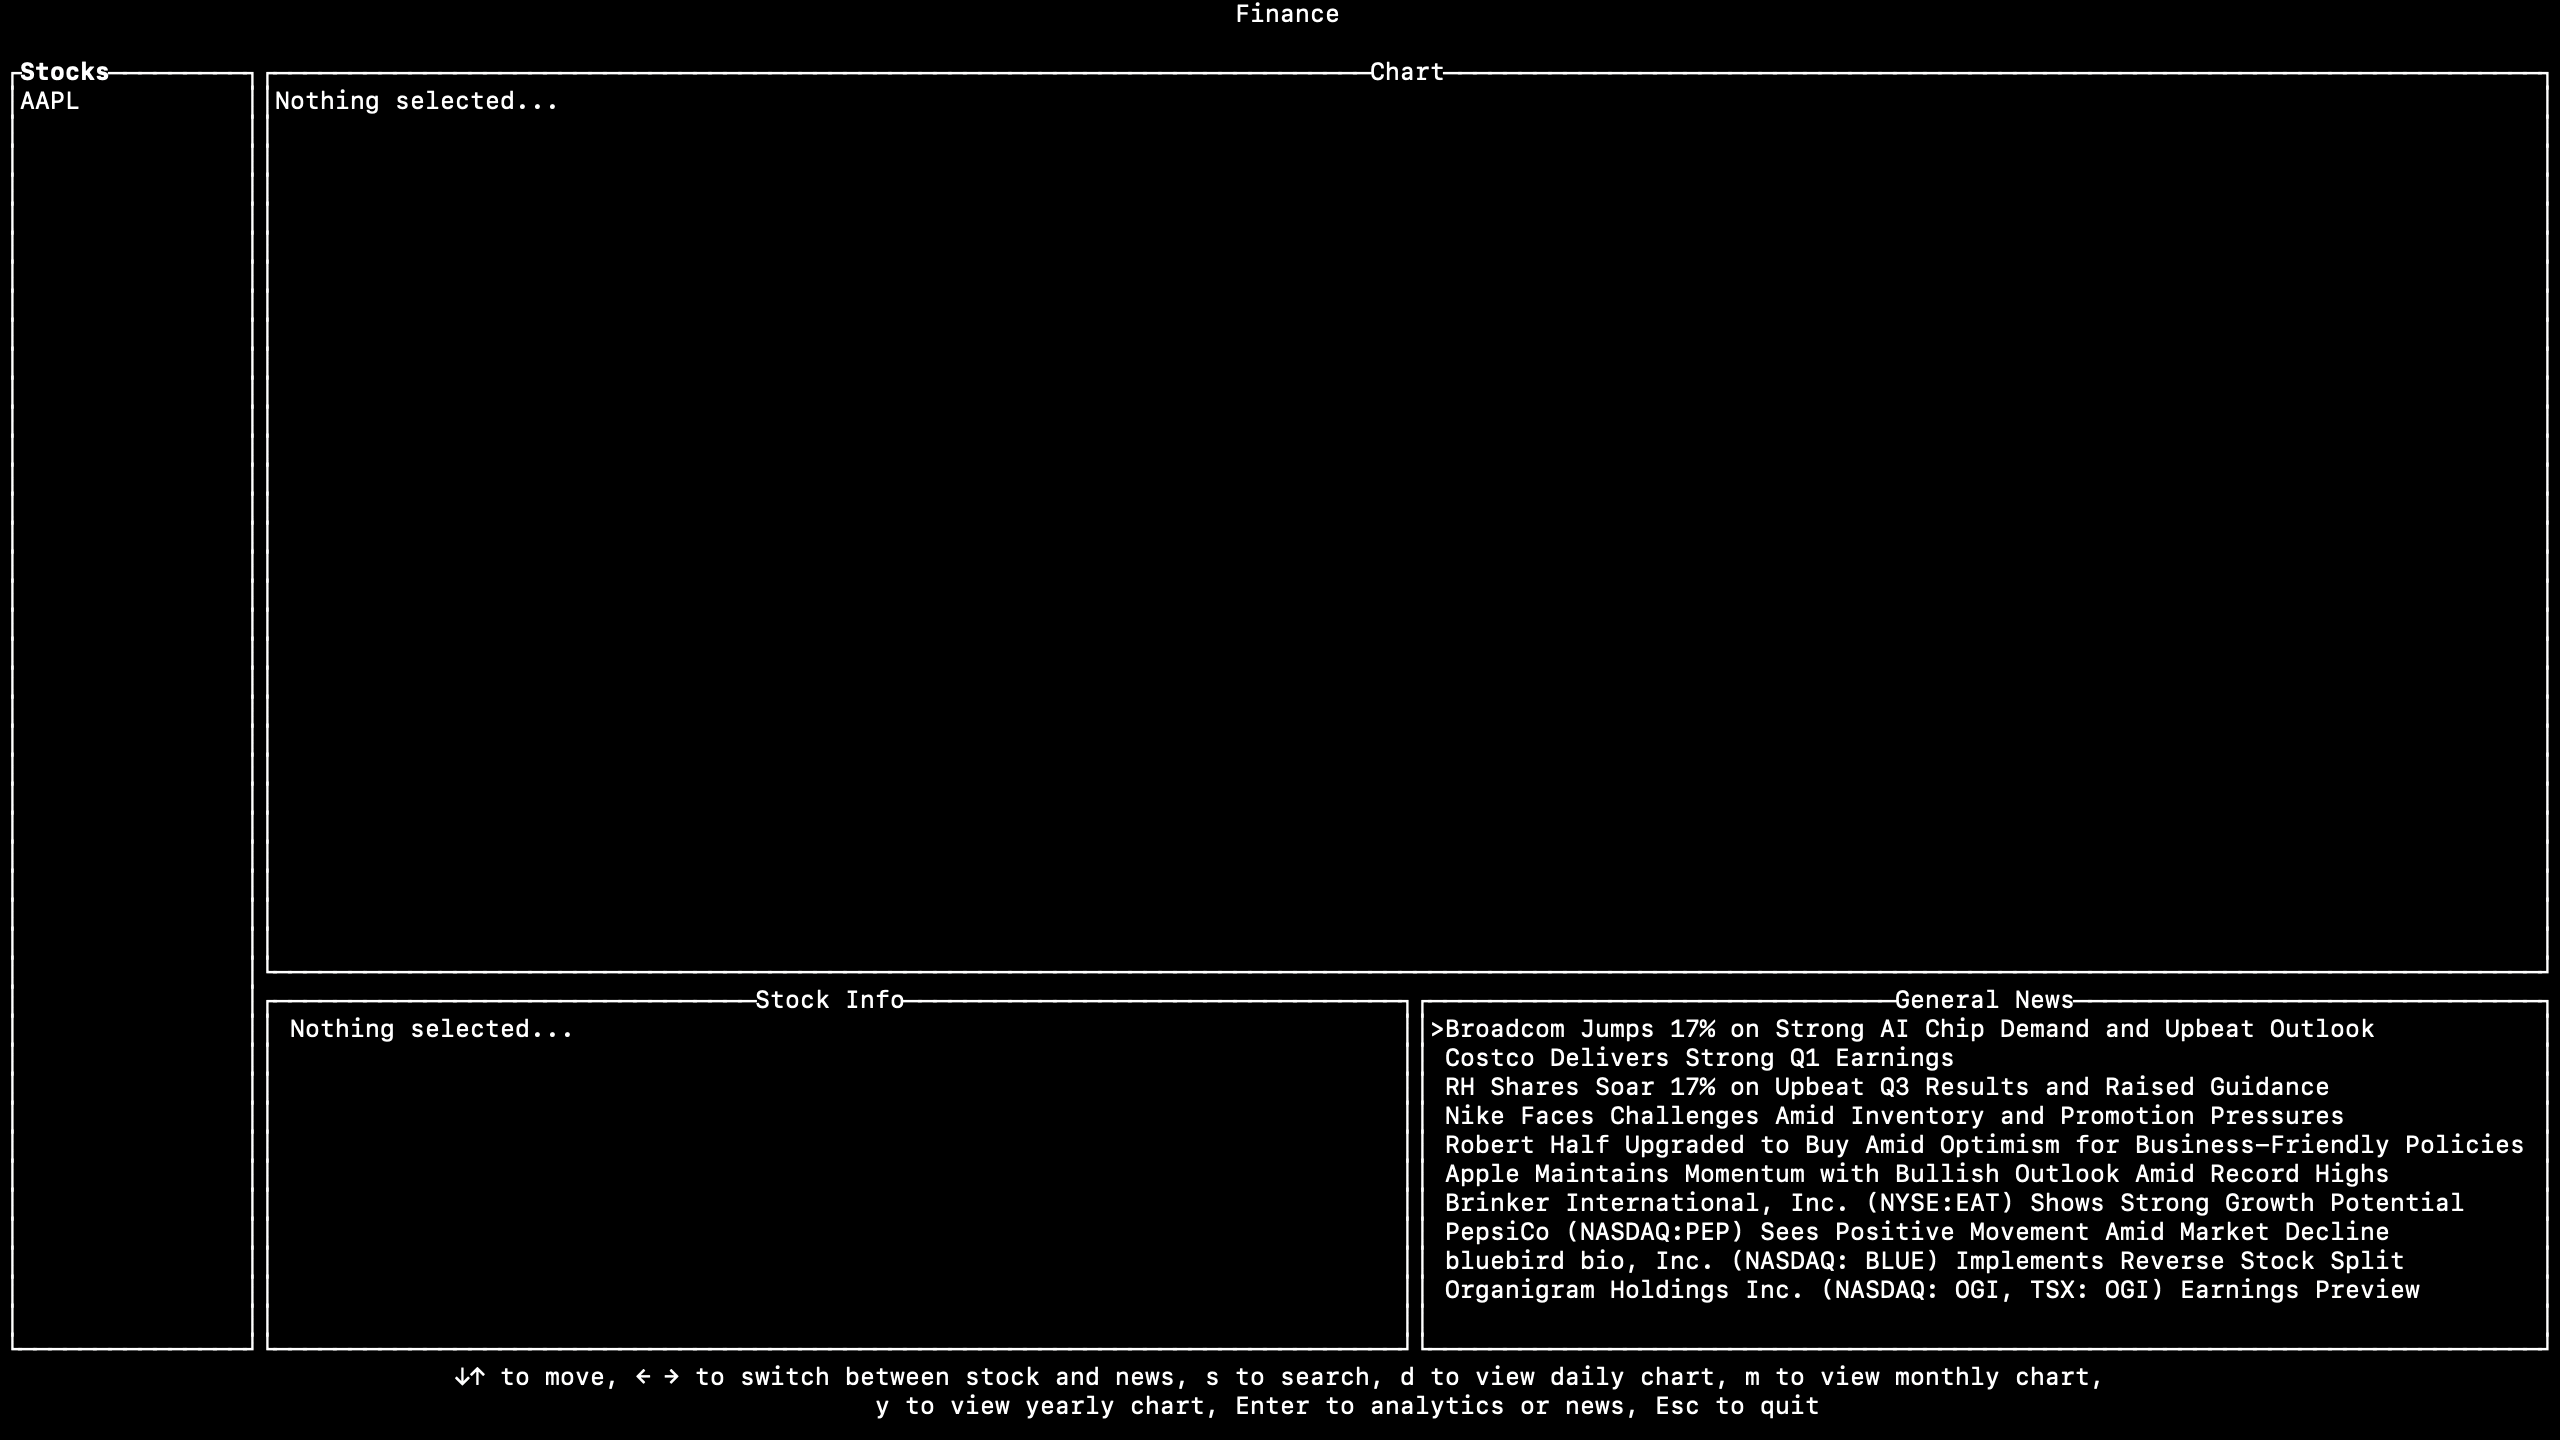 Finance
Stocks
AAPL
Chart
Nothing selected...
Stock Info
Nothing selected...
General News
>Broadcom Jumps 17% on Strong AI Chip Demand and Upbeat Outlook
Costco Delivers Strong Q1 Earnings
RH Shares Soar 17% on Upbeat Q3 Results and Raised Guidance
Nike Faces Challenges Amid Inventory and Promotion Pressures
Robert Half Upgraded to Buy Amid Optimism for Business-Friendly Policies
Apple Maintains Momentum with Bullish Outlook Amid Record Highs
Brinker International, Inc. (NYSE:EAT) Shows Strong Growth Potential
PepsiCo (NASDAQ:PEP) Sees Positive Movement Amid Market Decline
bluebird bio, Inc. (NASDAQ: BLUE) Implements Reverse Stock Split
Organigram Holdings Inc. (NASDAQ: OGI, TSX: OGI) Earnings Preview
↓↑ to move, ← → to switch between stock and news, s to search, d to view daily chart, m to view monthly chart,
y to view yearly chart, Enter to analytics or news, Esc to quit